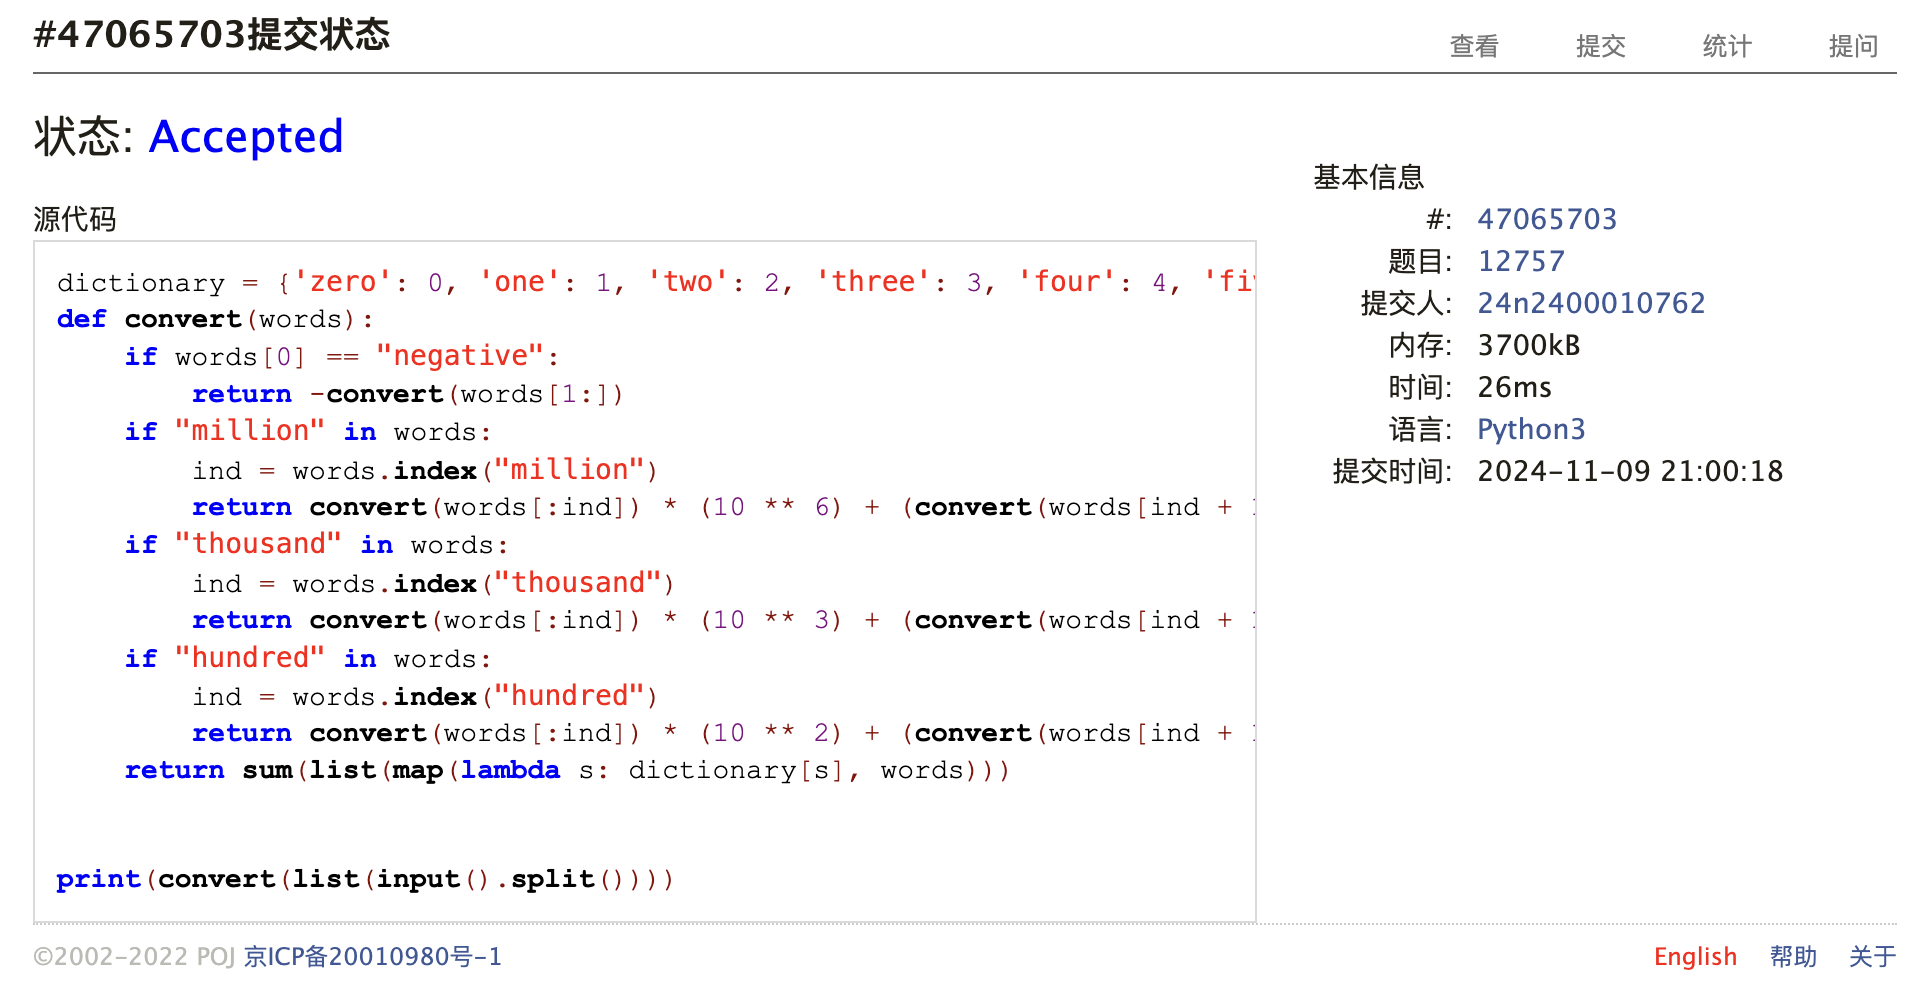 #47065703提交状态
查看 提交 统计 提问
状态: Accepted
源代码
dictionary = {'zero': 0, 'one': 1, 'two': 2, 'three': 3, 'four': 4,
def convert(words):
    if words[0] == "negative":
        return -convert(words[1:])
    if "million" in words:
        ind = words.index("million")
        return convert(words[:ind]) * (10 ** 6) + (convert(words[ind +
    if "thousand" in words:
        ind = words.index("thousand")
        return convert(words[:ind]) * (10 ** 3) + (convert(words[ind +
    if "hundred" in words:
        ind = words.index("hundred")
        return convert(words[:ind]) * (10 ** 2) + (convert(words[ind +
    return sum(list(map(lambda s: dictionary[s], words)))
print(convert(list(input().split())))
基本信息
#: 47065703
题目: 12757
提交人: 24n2400010762
内存: 3700kB
时间: 26ms
语言: Python3
提交时间: 2024-11-09 21:00:18
©2002-2022 POJ 京ICP备20010980号-1
English 帮助 关于